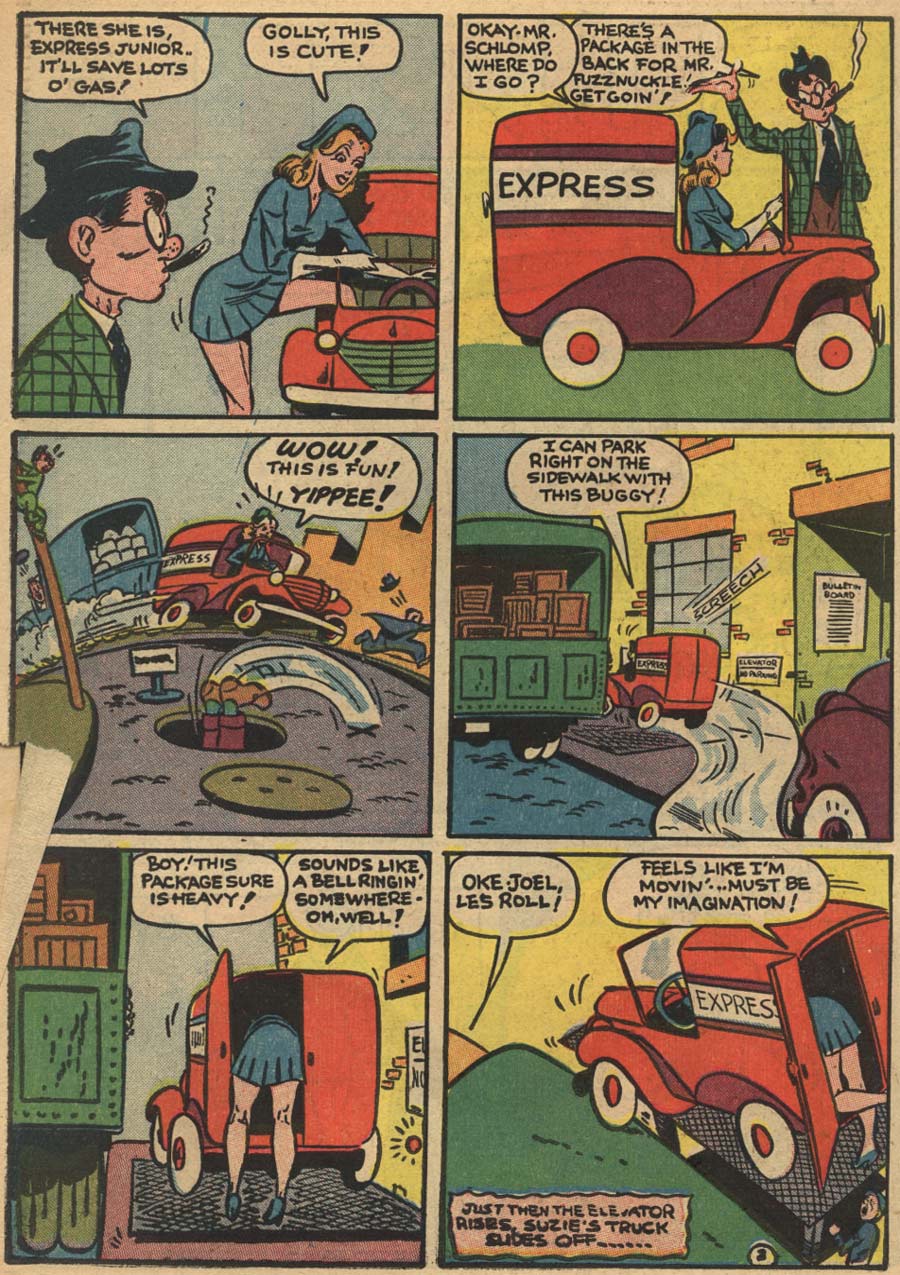 THERE SHE IS,
EXPRESS JUNIOR..
IT'LL SAVE LOTS
O' GAS!
GOLLY, THIS
IS CUTE!
OKAY-MR.
SCHLOMP,
WHERE DO
I GO?
THERE'S A
PACKAGE IN THE
BACK FOR MR.
FUZZNUCKLE!
GET GOIN'!
EXPRESS
WOW!
THIS IS FUN!
YIPPEE!
EXPRESS
I CAN PARK
RIGHT ON THE
SIDEWALK WITH
THIS BUGGY!
SCREECH
BULLETIN
BOARD
EXPRESS
ELEVATOR
NO PARKING
BOY! THIS
PACKAGE SURE
IS HEAVY!
SOUNDS LIKE
A BELL RINGIN'
SOMEWHERE-
OH, WELL!
EL
NO
OKE JOEL,
LES ROLL!
FEELS LIKE I'M
MOVIN'...MUST BE
MY IMAGINATION!
EXPRESS
JUST THEN THE ELEVATOR
RISES, SUZIE'S TRUCK
SLIDES OFF......